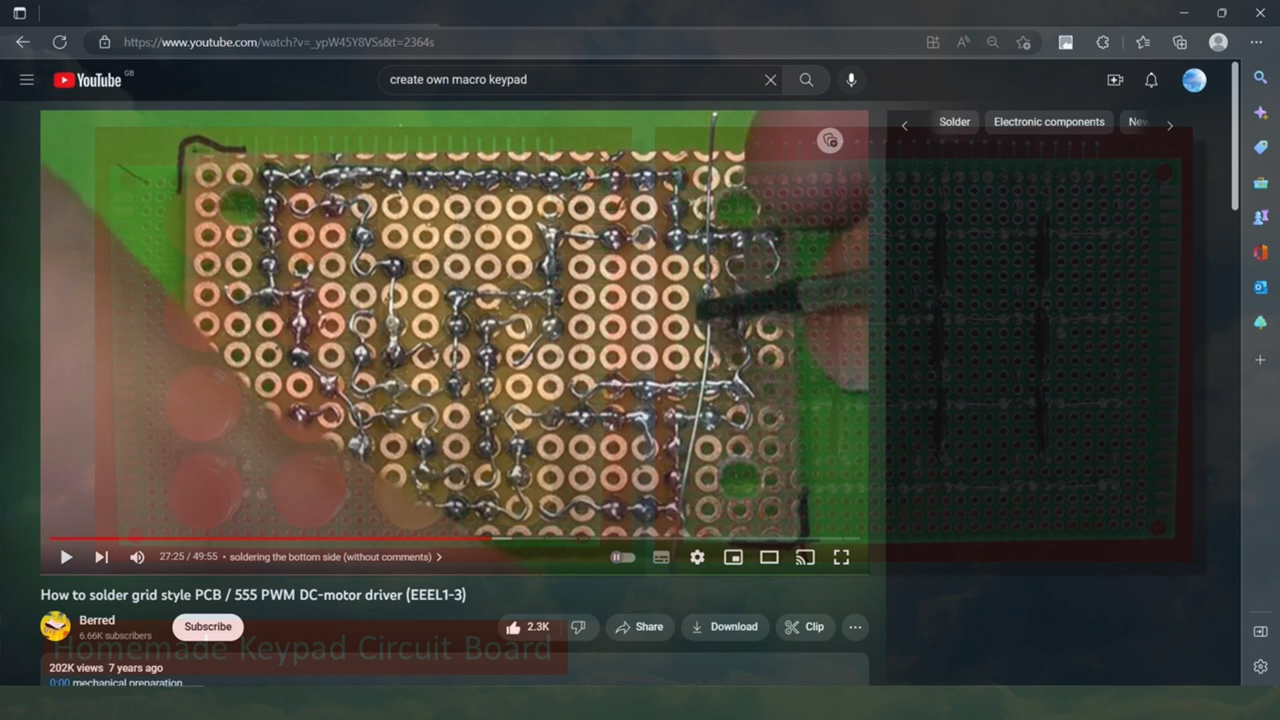 https://www.youtube.com/watch?v=_ypW45Y8VSs&t=2364s
YouTube GB
create own macro keypad
Solder
Electronic components
New
27:25 / 49:55 • soldering the bottom side (without comments)
How to solder grid style PCB / 555 PWM DC-motor driver (EEEL1-3)
Berred
6.66K subscribers
Subscribe
2.3K
Share
Download
Clip
Homemade Keypad Circuit Board
202K views 7 years ago
0:00 mechanical preparation